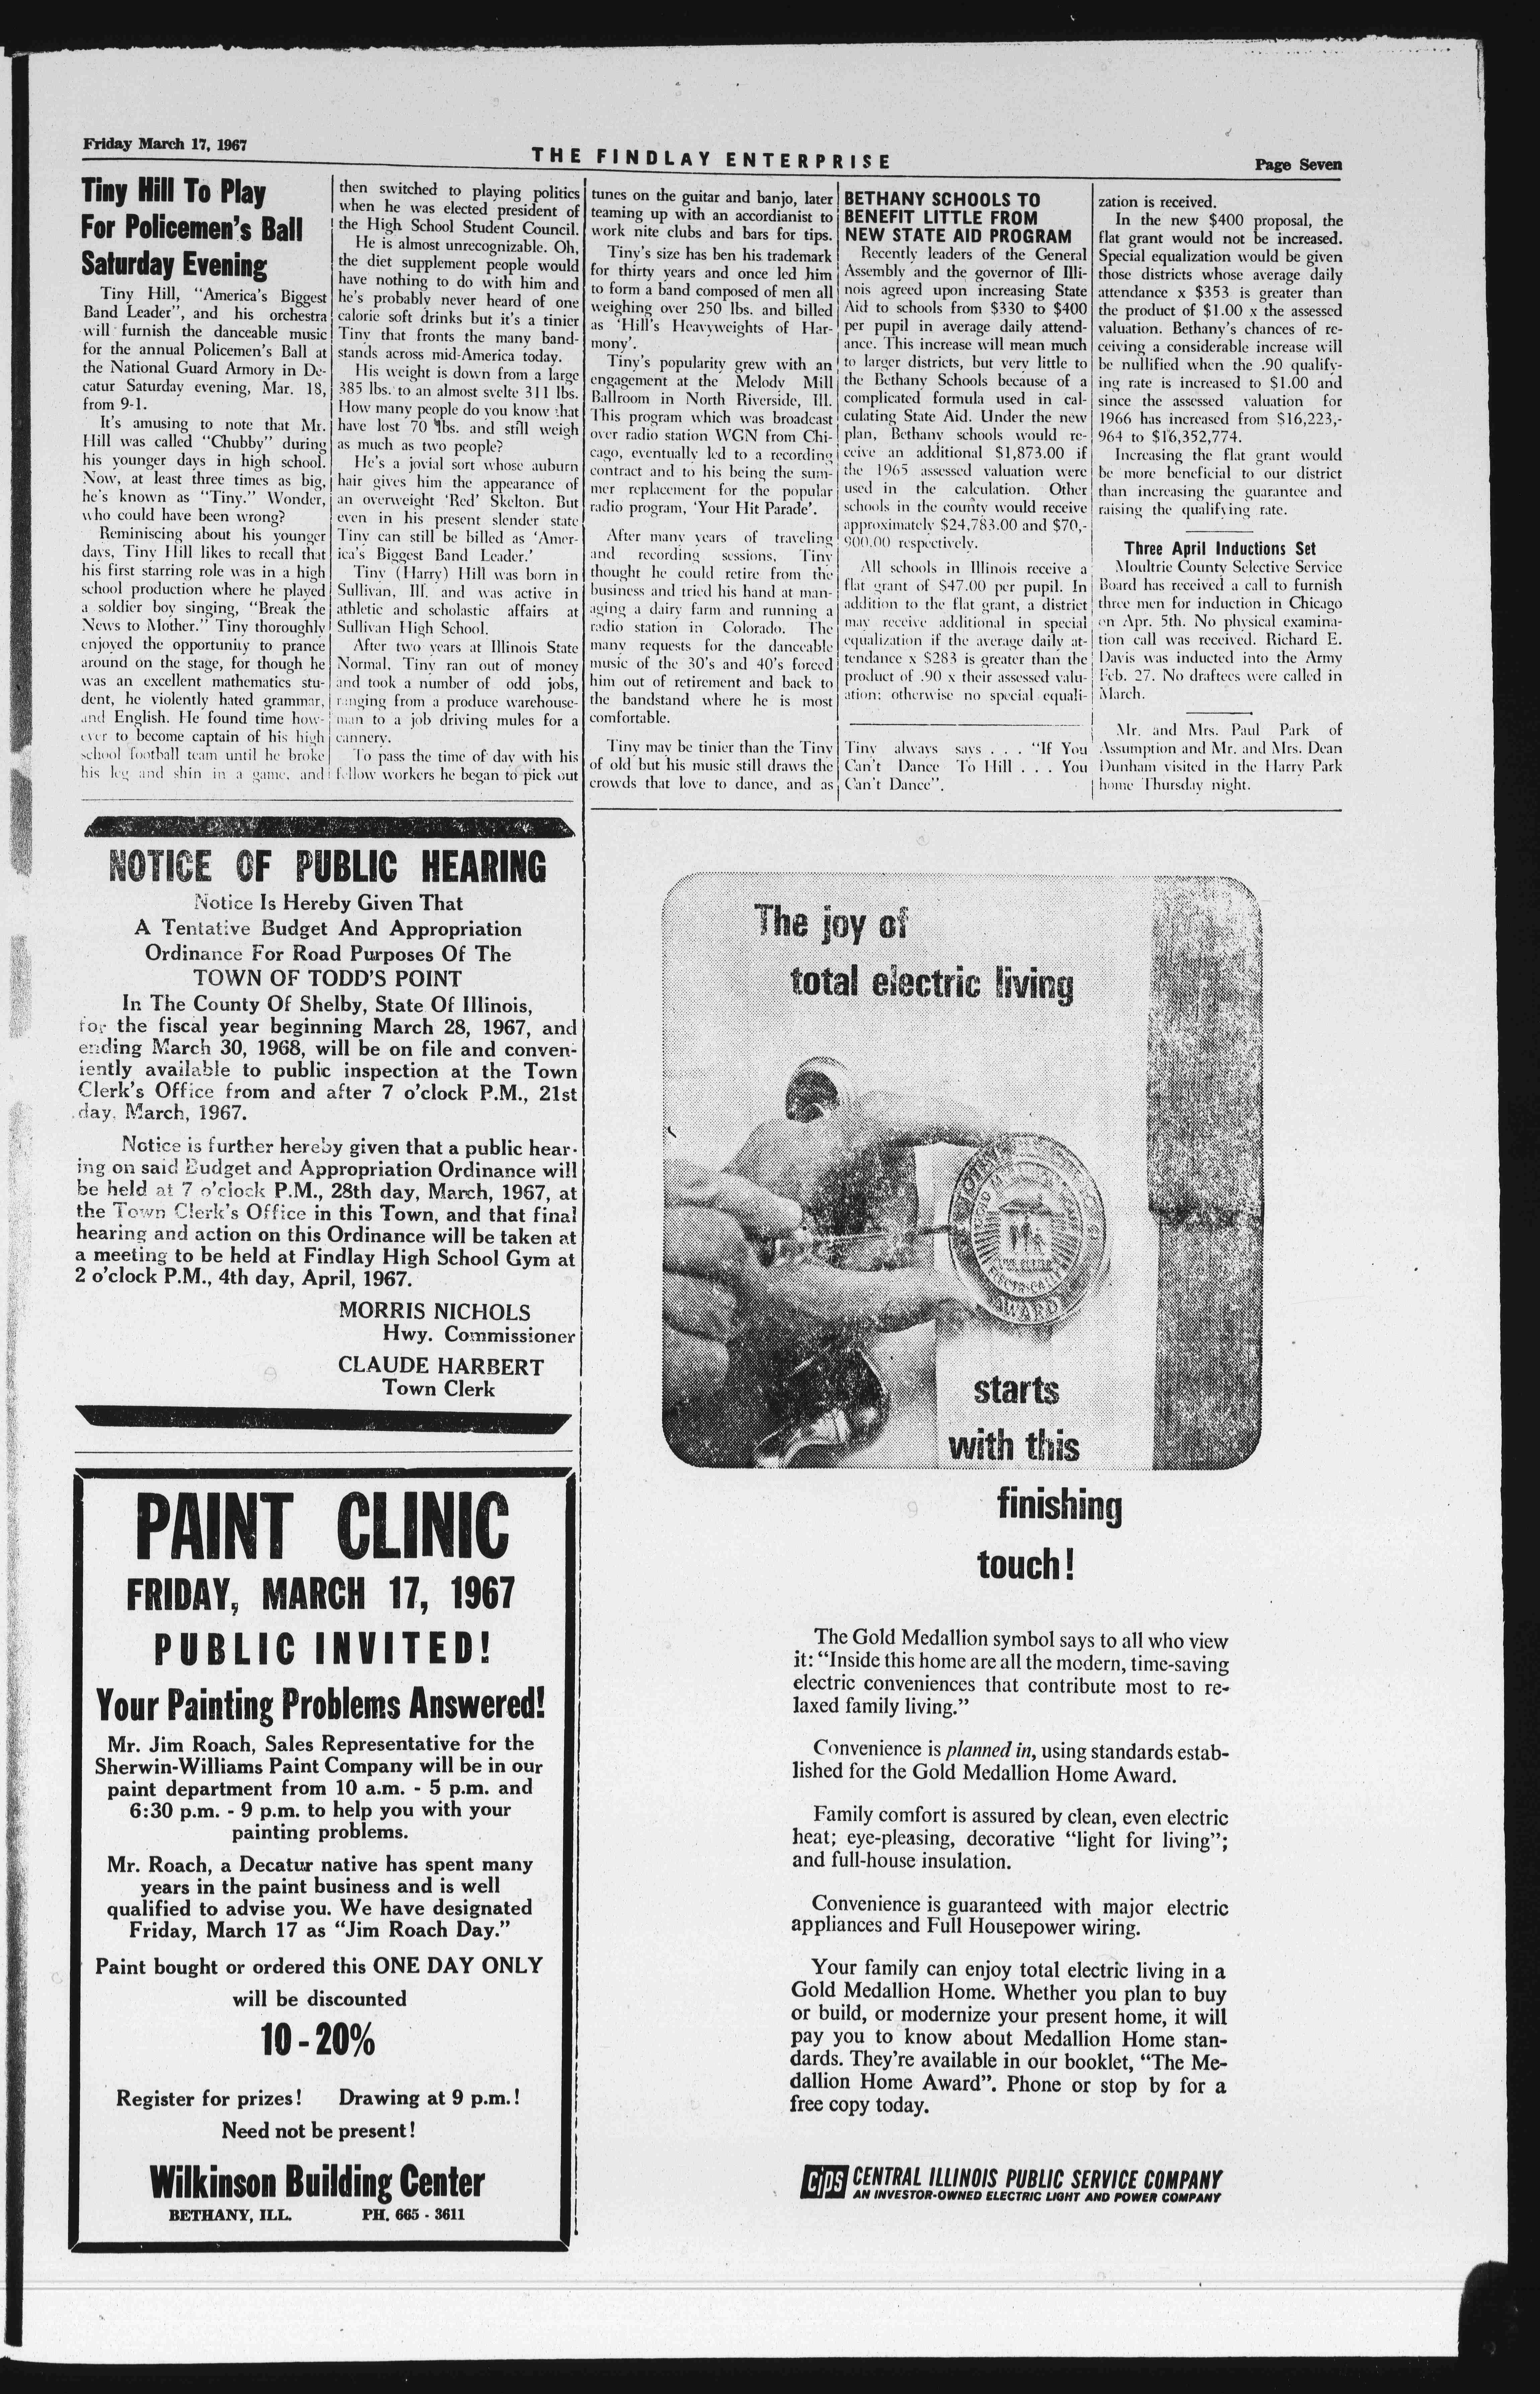 Friday March 17, 1967
THE FINDLAY ENTERPRISE
Page Seven
Tiny Hill To Play
For Policemen's Ball
Saturday Evening
Tiny Hill, "America's Biggest
Band Leader", and his orchestra
will furnish the danceable music
for the annual Policemen's Ball at
the National Guard Armory in De-
catur Saturday evening, Mar. 18,
from 9-1.
It's amusing to note that Mr.
Hill was called "Chubby" during
his younger days in high school.
Now, at least three times as big,
he's known as "Tiny." Wonder,
who could have been wrong?
Reminiscing about his younger
days, Tiny Hill likes to recall that
his first starring role was in a high
school production where he played
a soldier boy singing, "Break the
News to Mother." Tiny thoroughly
enjoyed the opportunity to prance
around on the stage, for though he
was an excellent mathematics stu-
dent, he violently hated grammar,
and English. He found time how-
ever to become captain of his high
school football team until he broke
his leg and shin in a game, and
then switched to playing politics
when he was elected president of
the High School Student Council.
He is almost unrecognizable. Oh,
the diet supplement people would
have nothing to do with him and
he's probably never heard of one
calorie soft drinks but it's a tinier
Tiny that fronts the many band-
stands across mid-America today.
His weight is down from a large
385 lbs. to an almost svelte 311 lbs.
How many people do you know that
have lost 70 lbs. and still weigh
as much as two people?
He's a jovial sort whose auburn
hair gives him the appearance of
an overweight 'Red' Skelton. But
even in his present slender state
Tiny can still be billed as 'Amer-
ica's Biggest Band Leader.'
Tiny (Harry) Hill was born in
Sullivan, Ill. and was active in
athletic and scholastic affairs at
Sullivan High School.
After two years at Illinois State
Normal, Tiny ran out of money
and took a number of odd jobs,
ranging from a produce warehouse-
man to a job driving mules for a
cannery.
To pass the time of day with his
fellow workers he began to pick out
tunes on the guitar and banjo, later
teaming up with an accordianist to
work nite clubs and bars for tips.
Tiny's size has ben his trademark
for thirty years and once led him
to form a band composed of men all
weighing over 250 lbs. and billed
as 'Hill's Heavyweights of Har-
mony'.
Tiny's popularity grew with an
engagement at the Melody Mill
Ballroom in North Riverside, Ill.
This program which was broadcast
over radio station WGN from Chi-
cago, eventually led to a recording
contract and to his being the sum-
mer replacement for the popular
radio program, 'Your Hit Parade'.
After many years of traveling
and recording sessions, Tiny
thought he could retire from the
business and tried his hand at man-
aging a dairy farm and running a
radio station in Colorado. The
many requests for the danceable
music of the 30's and 40's forced
him out of retirement and back to
the bandstand where he is most
comfortable.
Tiny may be tinier than the Tiny
of old but his music still draws the
crowds that love to dance, and as
Tiny always says . . . "If You
Can't Dance To Hill . . . You
Can't Dance".
BETHANY SCHOOLS TO
BENEFIT LITTLE FROM
NEW STATE AID PROGRAM
Recently leaders of the General
Assembly and the governor of Illi-
nois agreed upon increasing State
Aid to schools from $330 to $400
per pupil in average daily attend-
ance. This increase will mean much
to larger districts, but very little to
the Bethany Schools because of a
complicated formula used in cal-
culating State Aid. Under the new
plan, Bethany schools would re-
ceive an additional $1,873.00 if
the 1965 assessed valuation were
used in the calculation. Other
schools in the county would receive
approximately $24,783.00 and $70,-
900.00 respectively.
All schools in Illinois receive a
flat grant of $47.00 per pupil. In
addition to the flat grant, a district
may receive additional in special
equalization if the average daily at-
tendance x $283 is greater than the
product of .90 x their assessed valu-
ation; otherwise no special equali-
zation is received.
In the new $400 proposal, the
flat grant would not be increased.
Special equalization would be given
those districts whose average daily
attendance x $353 is greater than
the product of $1.00 x the assessed
valuation. Bethany's chances of re-
ceiving a considerable increase will
be nullified when the .90 qualify-
ing rate is increased to $1.00 and
since the assessed valuation for
1966 has increased from $16,223,-
964 to $16,352,774.
Increasing the flat grant would
be more beneficial to our district
than increasing the guarantee and
raising the qualifying rate.
Three April Inductions Set
Moultrie County Selective Service
Board has received a call to furnish
three men for induction in Chicago
on Apr. 5th. No physical examina-
tion call was received. Richard E.
Davis was inducted into the Army
Feb. 27. No draftees were called in
March.
Mr. and Mrs. Paul Park of
Assumption and Mr. and Mrs. Dean
Dunham visited in the Harry Park
home Thursday night.
NOTICE OF PUBLIC HEARING
Notice Is Hereby Given That
A Tentative Budget And Appropriation
Ordinance For Road Purposes Of The
TOWN OF TODD'S POINT
In The County Of Shelby, State Of Illinois,
for the fiscal year beginning March 28, 1967, and
ending March 30, 1968, will be on file and conven-
iently available to public inspection at the Town
Clerk's Office from and after 7 o'clock P.M., 21st
day, March, 1967.
Notice is further hereby given that a public hear-
ing on said Budget and Appropriation Ordinance will
be held at 7 o'clock P.M., 28th day, March, 1967, at
the Town Clerk's Office in this Town, and that final
hearing and action on this Ordinance will be taken at
a meeting to be held at Findlay High School Gym at
2 o'clock P.M., 4th day, April, 1967.
MORRIS NICHOLS
Hwy. Commissioner
CLAUDE HARBERT
Town Clerk
PAINT CLINIC
FRIDAY, MARCH 17, 1967
PUBLIC INVITED!
Your Painting Problems Answered!
Mr. Jim Roach, Sales Representative for the
Sherwin-Williams Paint Company will be in our
paint department from 10 a.m. - 5 p.m. and
6:30 p.m. - 9 p.m. to help you with your
painting problems.
Mr. Roach, a Decatur native has spent many
years in the paint business and is well
qualified to advise you. We have designated
Friday, March 17 as "Jim Roach Day."
Paint bought or ordered this ONE DAY ONLY
will be discounted
10 - 20%
Register for prizes! Drawing at 9 p.m.!
Need not be present!
Wilkinson Building Center
BETHANY, ILL. PH. 665 - 3611
The joy of
total electric living
AWARD
starts
with this
finishing
touch!
The Gold Medallion symbol says to all who view
it: "Inside this home are all the modern, time-saving
electric conveniences that contribute most to re-
laxed family living."
Convenience is planned in, using standards estab-
lished for the Gold Medallion Home Award.
Family comfort is assured by clean, even electric
heat; eye-pleasing, decorative "light for living";
and full-house insulation.
Convenience is guaranteed with major electric
appliances and Full Housepower wiring.
Your family can enjoy total electric living in a
Gold Medallion Home. Whether you plan to buy
or build, or modernize your present home, it will
pay you to know about Medallion Home stan-
dards. They're available in our booklet, "The Me-
dallion Home Award". Phone or stop by for a
free copy today.
cips CENTRAL ILLINOIS PUBLIC SERVICE COMPANY
AN INVESTOR-OWNED ELECTRIC LIGHT AND POWER COMPANY